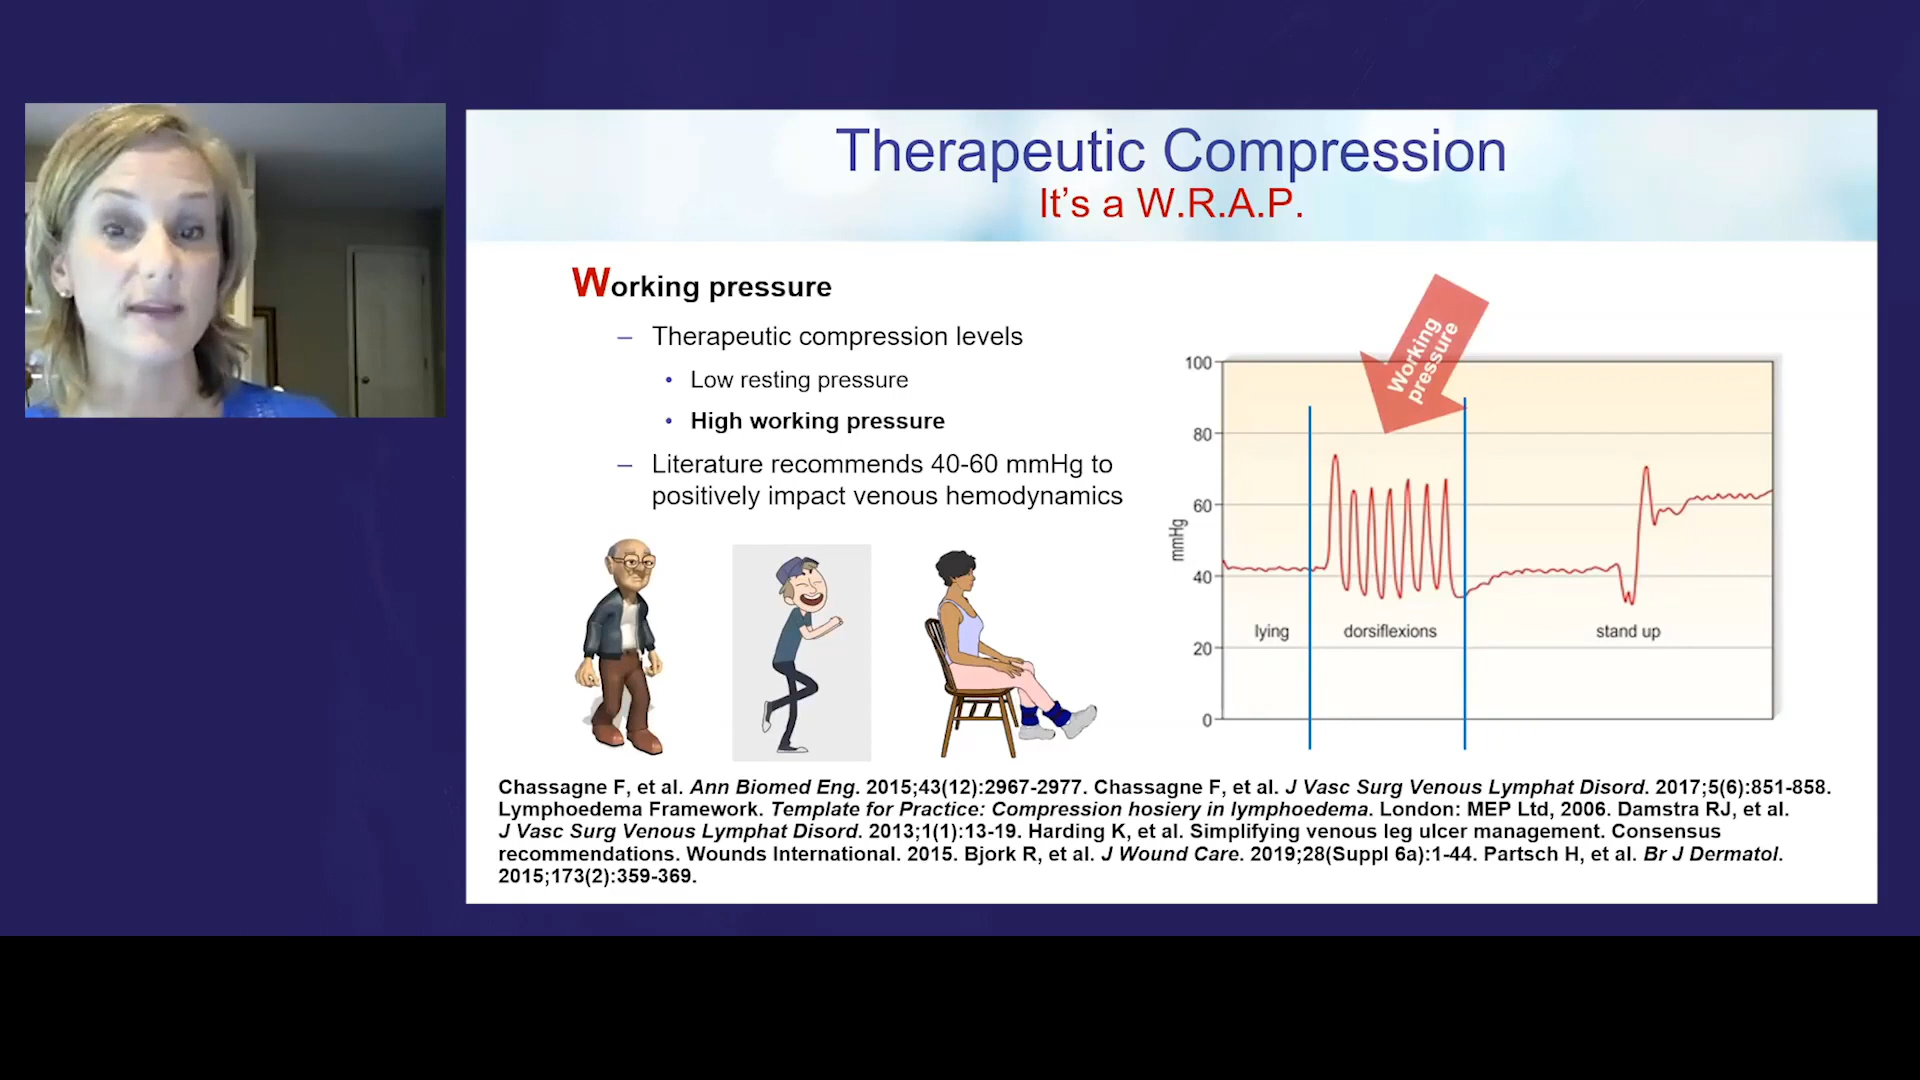 Therapeutic Compression
It's a W.R.A.P.
Working pressure
– Therapeutic compression levels
• Low resting pressure
• High working pressure
– Literature recommends 40-60 mmHg to
positively impact venous hemodynamics
Working
pressure
100
80
60
40
20
0
mmHg
lying
dorsiflexions
stand up
Chassagne F, et al. Ann Biomed Eng. 2015;43(12):2967-2977. Chassagne F, et al. J Vasc Surg Venous Lymphat Disord. 2017;5(6):851-858.
Lymphoedema Framework. Template for Practice: Compression hosiery in lymphoedema. London: MEP Ltd, 2006. Damstra RJ, et al.
J Vasc Surg Venous Lymphat Disord. 2013;1(1):13-19. Harding K, et al. Simplifying venous leg ulcer management. Consensus
recommendations. Wounds International. 2015. Bjork R, et al. J Wound Care. 2019;28(Suppl 6a):1-44. Partsch H, et al. Br J Dermatol.
2015;173(2):359-369.